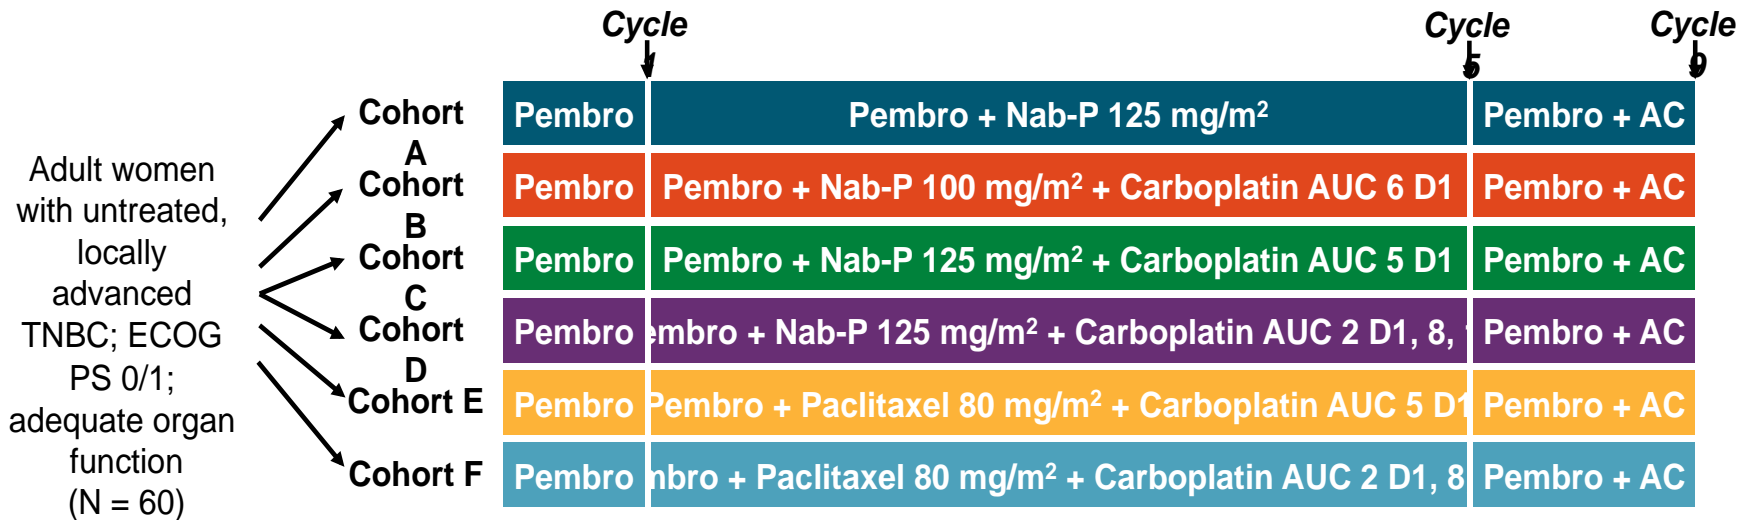 Cycle 1
Cycle 5
Cycle 9
Adult women
with untreated,
locally
advanced
TNBC; ECOG
PS 0/1;
adequate organ
function
(N = 60)
Cohort A
Pembro
Pembro + Nab-P 125 mg/m²
Pembro + AC
Cohort B
Pembro
Pembro + Nab-P 100 mg/m² + Carboplatin AUC 6 D1
Pembro + AC
Cohort C
Pembro
Pembro + Nab-P 125 mg/m² + Carboplatin AUC 5 D1
Pembro + AC
Cohort D
Pembro
embro + Nab-P 125 mg/m² + Carboplatin AUC 2 D1, 8,
Pembro + AC
Cohort E
Pembro
Pembro + Paclitaxel 80 mg/m² + Carboplatin AUC 5 D1
Pembro + AC
Cohort F
Pembro
mbro + Paclitaxel 80 mg/m² + Carboplatin AUC 2 D1, 8
Pembro + AC